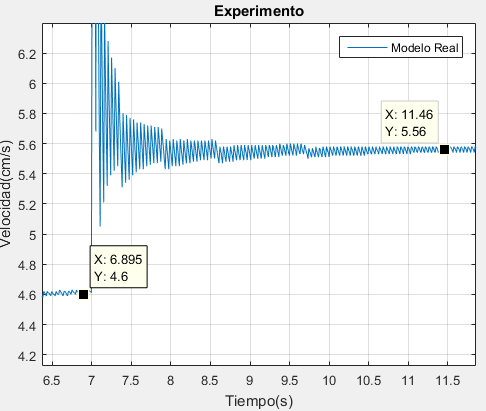 Experimento
Modelo Real
X: 11.46
Y: 5.56
X: 6.895
Y: 4.6
Velocidad(cm/s)
6.2
6
5.8
5.6
5.4
5.2
5
4.8
4.6
4.4
4.2
6.5
7
7.5
8
8.5
9
9.5
10
10.5
11
11.5
Tiempo(s)